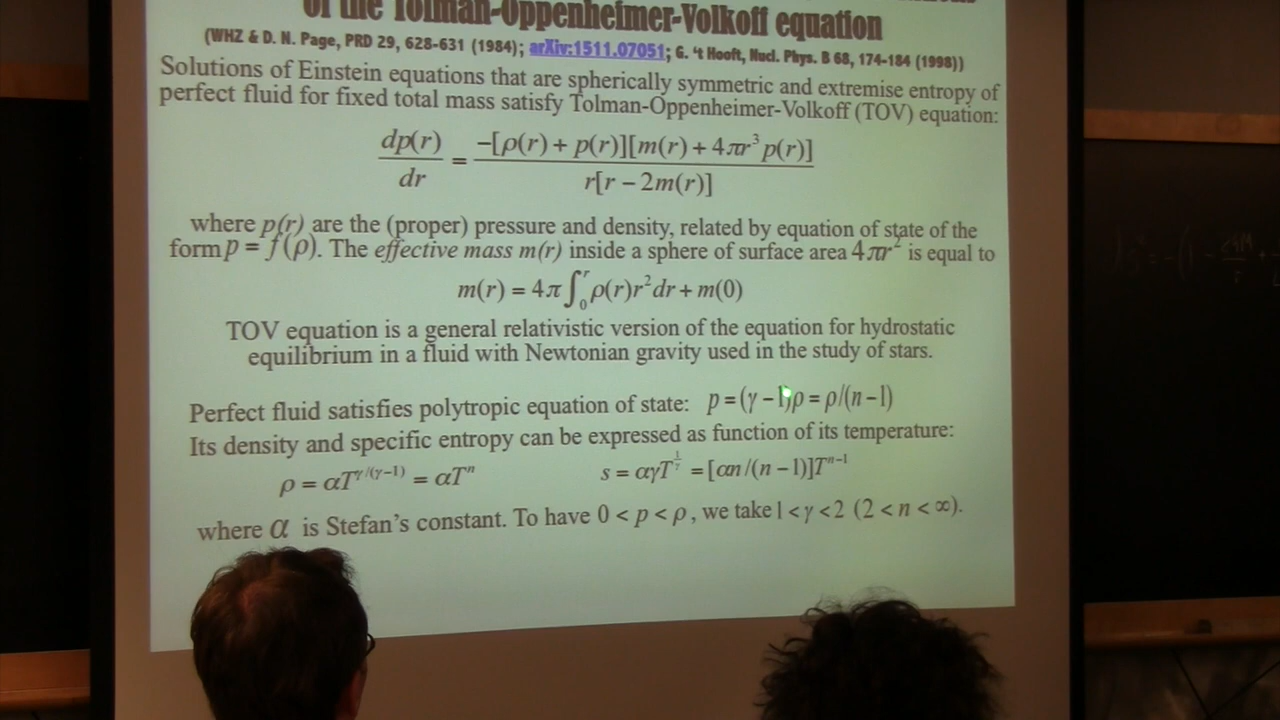 of the Tolman-Oppenheimer-Volkoff equation
(WHZ & D. N. Page, PRD 29, 628-631 (1984); arXiv:1511.07051; G. 't Hooft, Nucl. Phys. B 68, 174-184 (1998))
Solutions of Einstein equations that are spherically symmetric and extremise entropy of
perfect fluid for fixed total mass satisfy Tolman-Oppenheimer-Volkoff (TOV) equation:
dp(r)/dr = -[ρ(r) + p(r)][m(r) + 4πr³p(r)] / r[r − 2m(r)]
where p(r) are the (proper) pressure and density, related by equation of state of the
form p = f(ρ). The effective mass m(r) inside a sphere of surface area 4πr² is equal to
m(r) = 4π∫₀ʳ ρ(r)r²dr + m(0)
TOV equation is a general relativistic version of the equation for hydrostatic
equilibrium in a fluid with Newtonian gravity used in the study of stars.
Perfect fluid satisfies polytropic equation of state: p = (γ − 1)ρ = ρ/(n − 1)
Its density and specific entropy can be expressed as function of its temperature:
ρ = αT^{γ/(γ−1)} = αTⁿ s = αγT^{1/γ} = [αn/(n − 1)]Tⁿ⁻¹
where α is Stefan's constant. To have 0 < p < ρ, we take 1 < γ < 2 (2 < n < ∞).